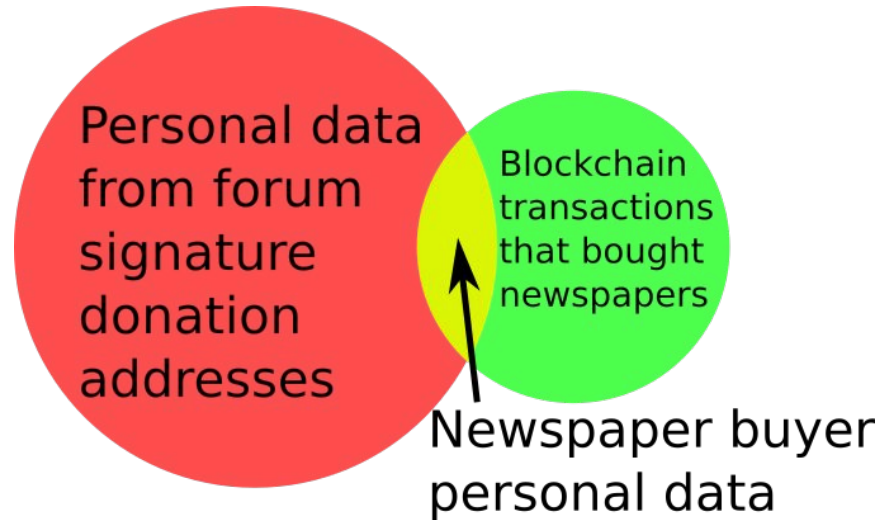 Personal data
from forum
signature
donation
addresses
Blockchain
transactions
that bought
newspapers
Newspaper buyer
personal data